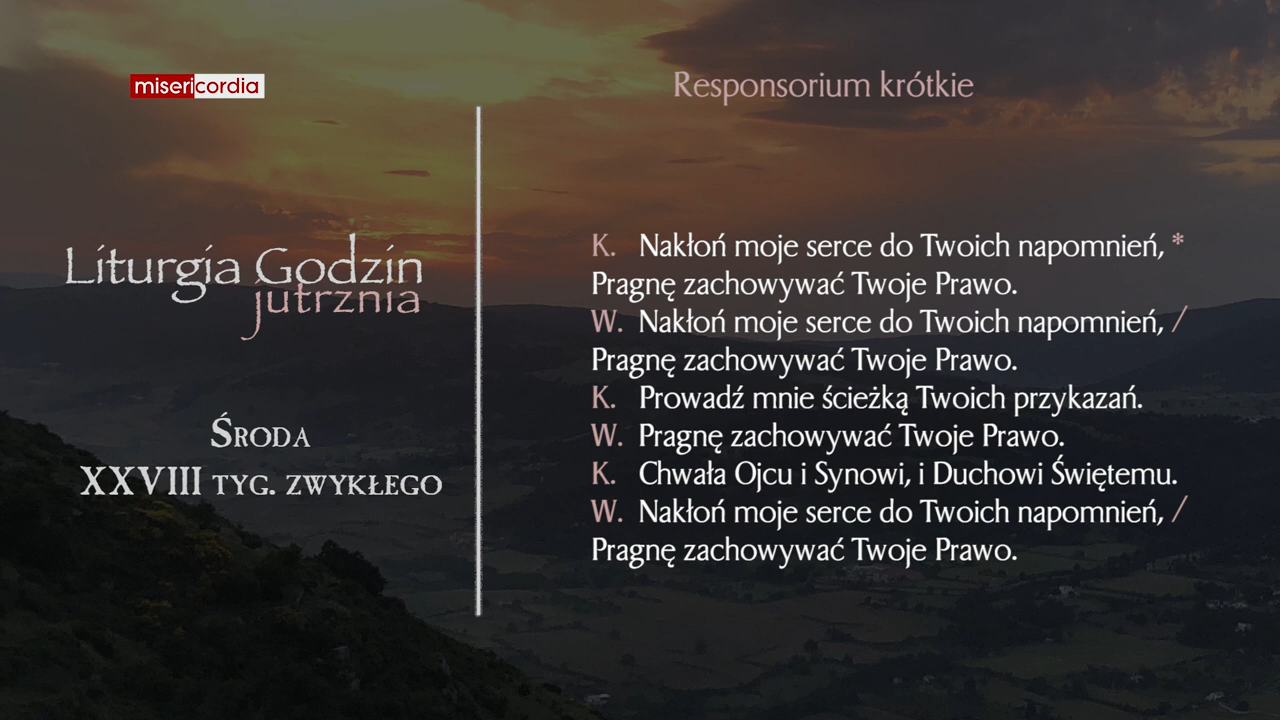 misericordia
Liturgia Godzin
jutrznia
Środa
XXVIII tyg. zwykłego
Responsorium krótkie
K. Nakłoń moje serce do Twoich napomnień, *
Pragnę zachowywać Twoje Prawo.
W. Nakłoń moje serce do Twoich napomnień, /
Pragnę zachowywać Twoje Prawo.
K. Prowadź mnie ścieżką Twoich przykazań.
W. Pragnę zachowywać Twoje Prawo.
K. Chwała Ojcu i Synowi, i Duchowi Świętemu.
W. Nakłoń moje serce do Twoich napomnień, /
Pragnę zachowywać Twoje Prawo.